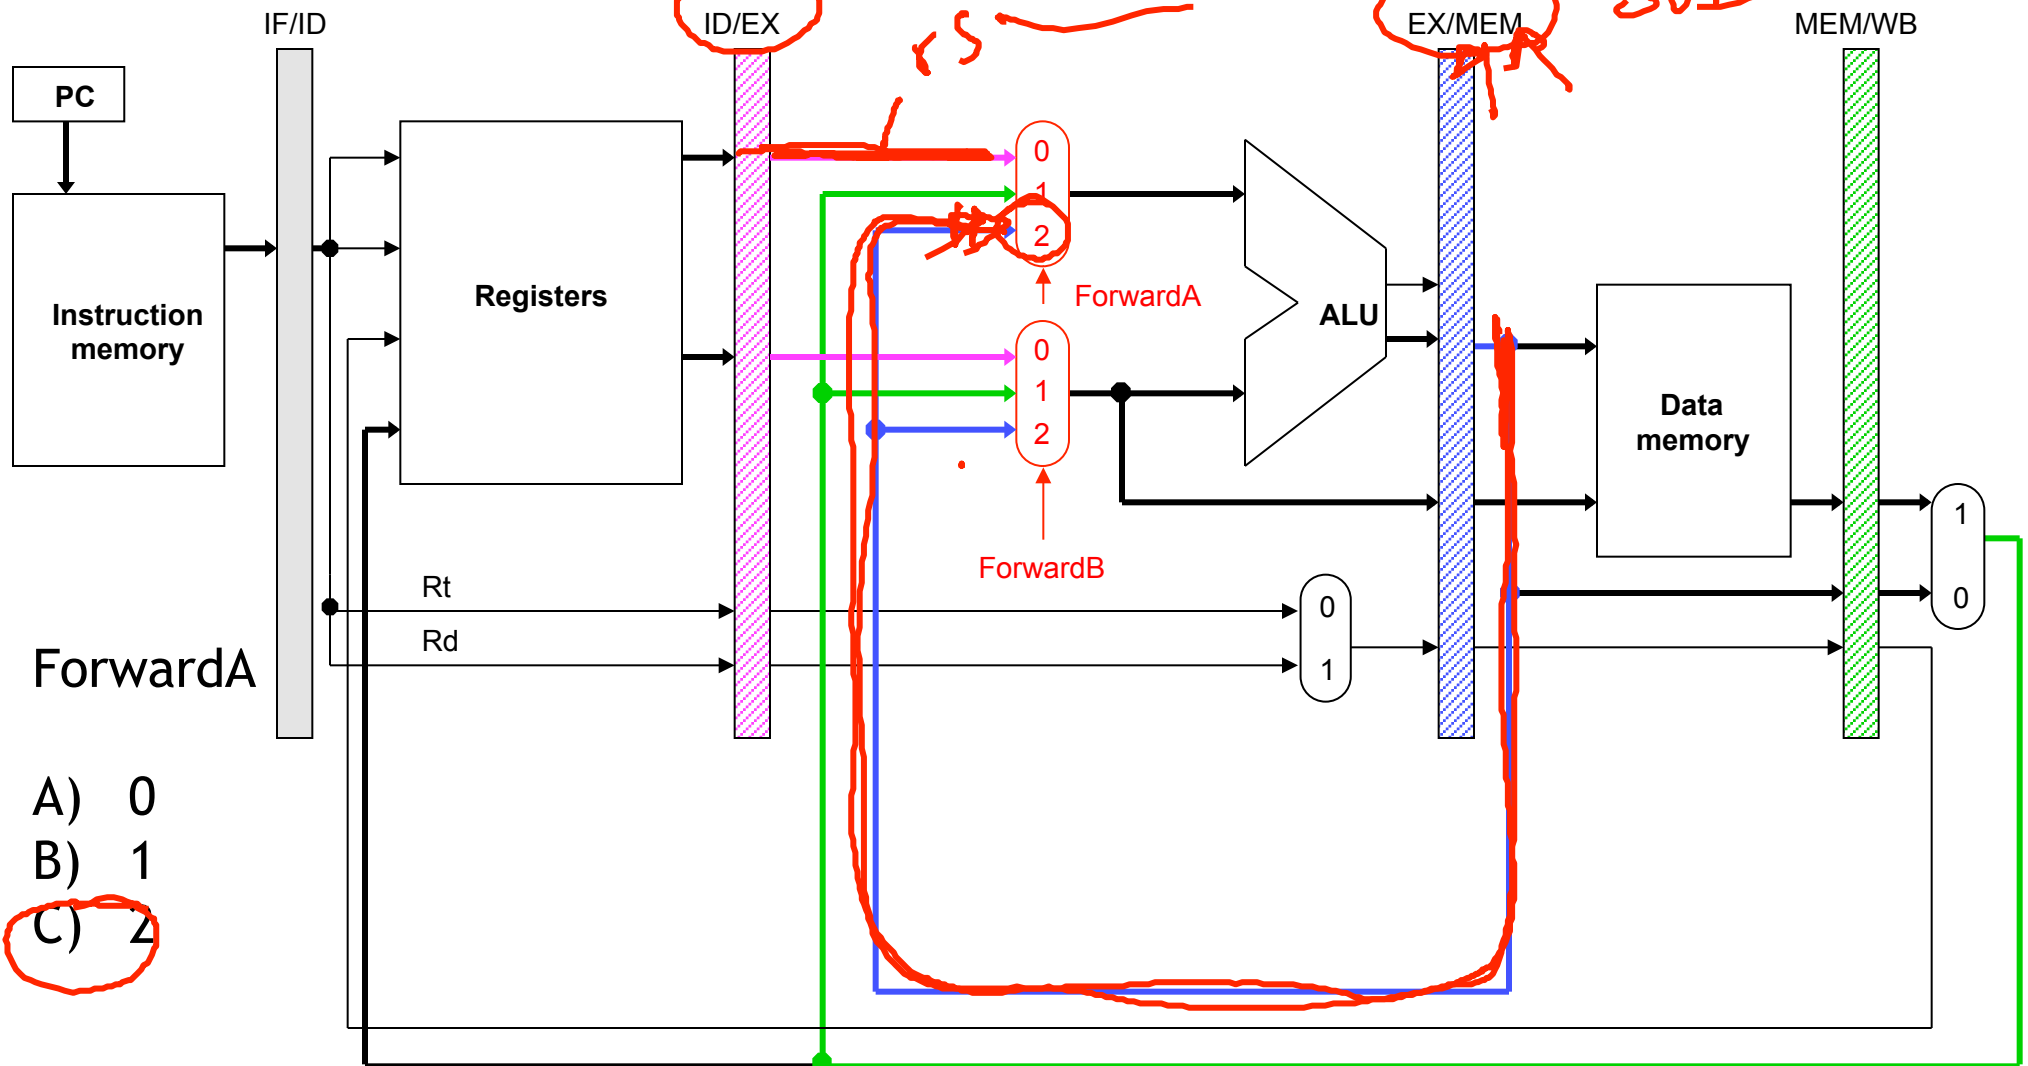 IF/ID
ID/EX
EX/MEM
MEM/WB
rs
PC
Instruction
memory
Registers
0
1
2
ForwardA
0
1
2
ForwardB
ALU
Data
memory
1
0
Rt
Rd
0
1
ForwardA
A) 0
B) 1
C) 2